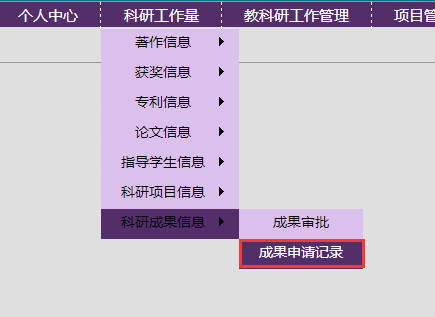 个人中心 科研工作量 教科研工作管理 项目管
著作信息
获奖信息
专利信息
论文信息
指导学生信息
科研项目信息
科研成果信息 成果审批
成果申请记录